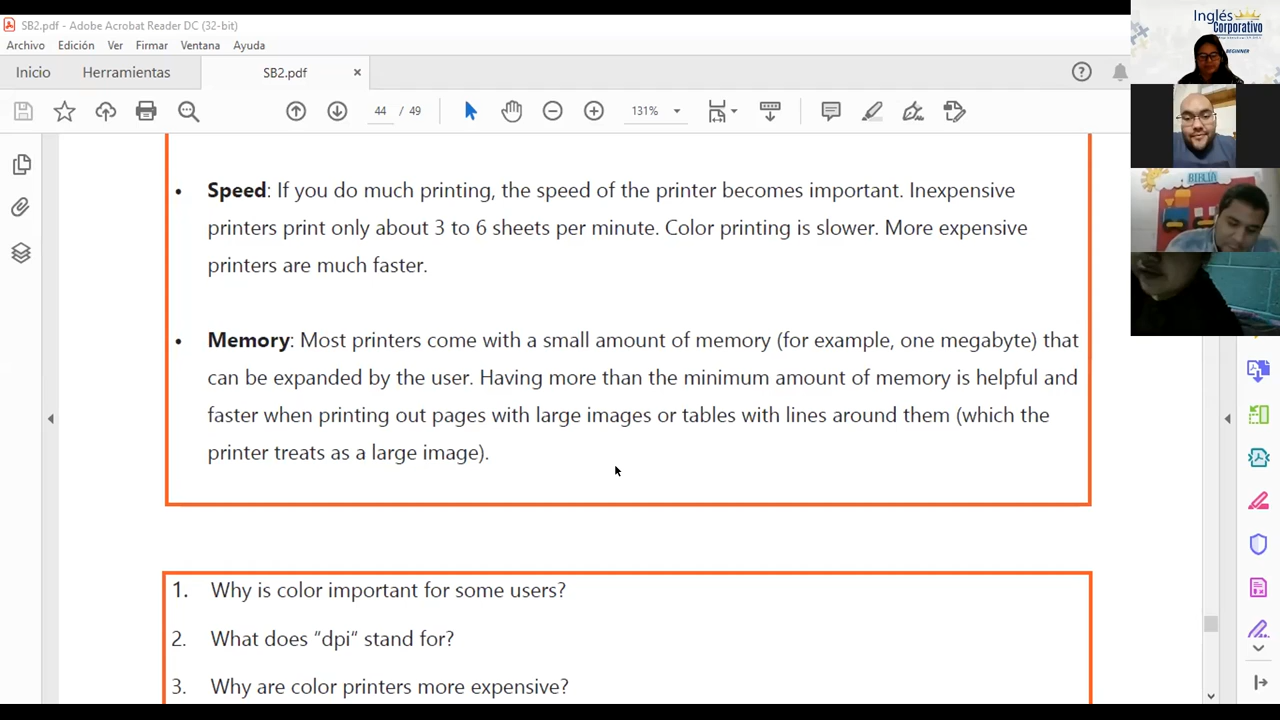 SB2.pdf - Adobe Acrobat Reader DC (32-bit)
Archivo Edición Ver Firmar Ventana Ayuda
Inicio Herramientas SB2.pdf ×
44 / 49 131%
• Speed: If you do much printing, the speed of the printer becomes important. Inexpensive
printers print only about 3 to 6 sheets per minute. Color printing is slower. More expensive
printers are much faster.
• Memory: Most printers come with a small amount of memory (for example, one megabyte) that
can be expanded by the user. Having more than the minimum amount of memory is helpful and
faster when printing out pages with large images or tables with lines around them (which the
printer treats as a large image).
1. Why is color important for some users?
2. What does “dpi“ stand for?
3. Why are color printers more expensive?
Inglés
Corporativo
BEGINNER